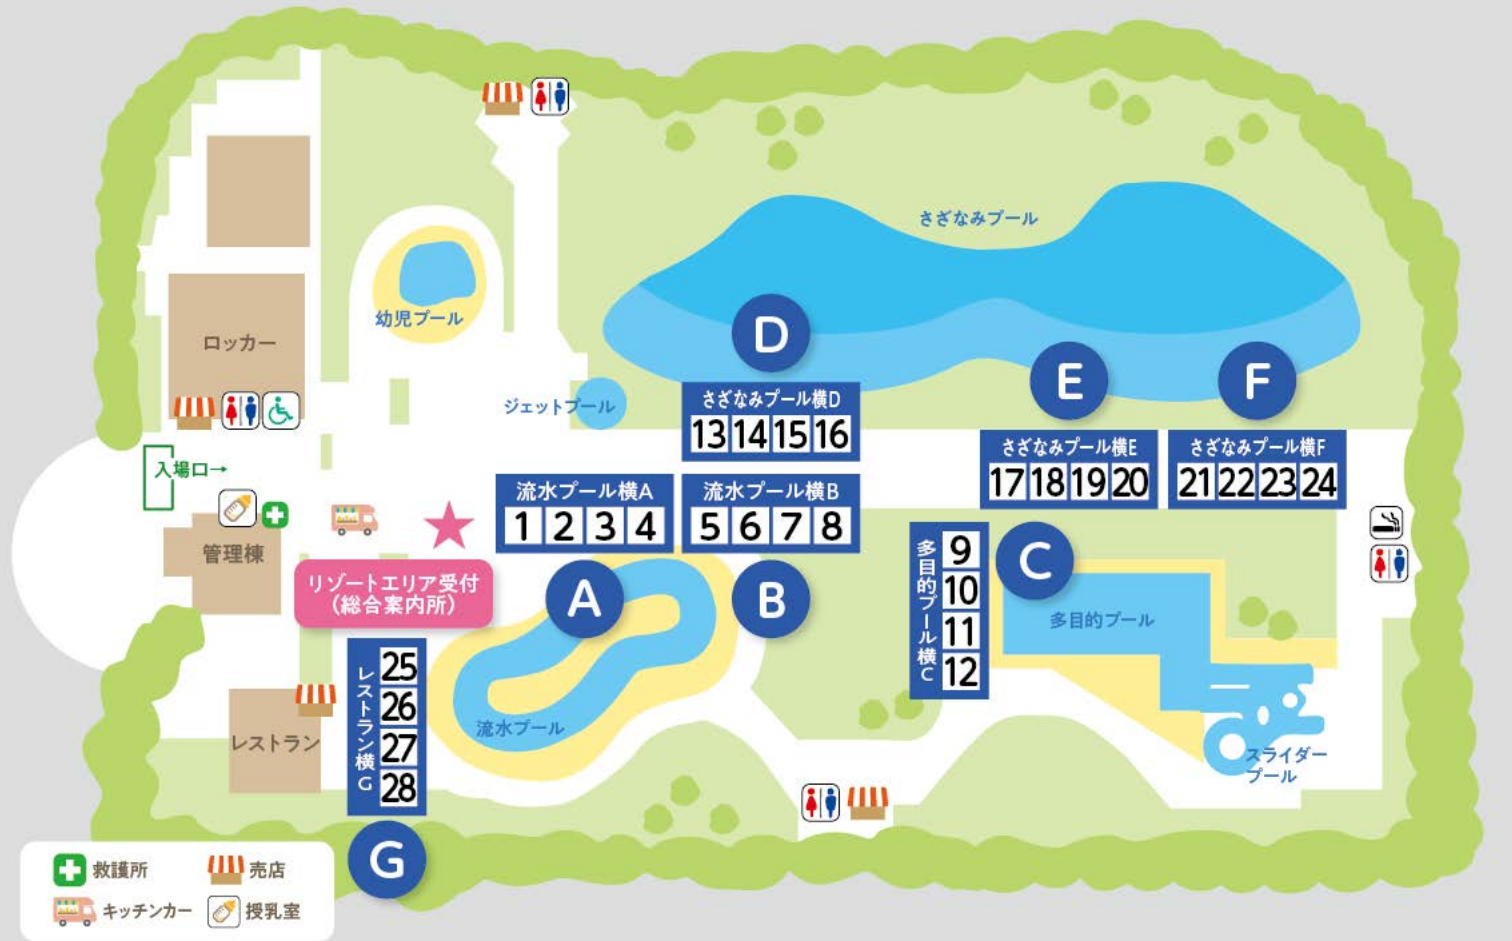 さざなみプール
幼児プール
D
ロッカー
E
F
ジェットプール
さざなみプール横D
13 14 15 16
さざなみプール横E
17 18 19 20
さざなみプール横F
21 22 23 24
入場口→
流水プール横A
1 2 3 4
流水プール横B
5 6 7 8
管理棟
リゾートエリア受付
(総合案内所)
A
B
多目的プール横C
9
10
11
12
C
多目的プール
レストラン横G
25
26
27
28
流水プール
レストラン
スライダー
プール
G
救護所
売店
キッチンカー
授乳室